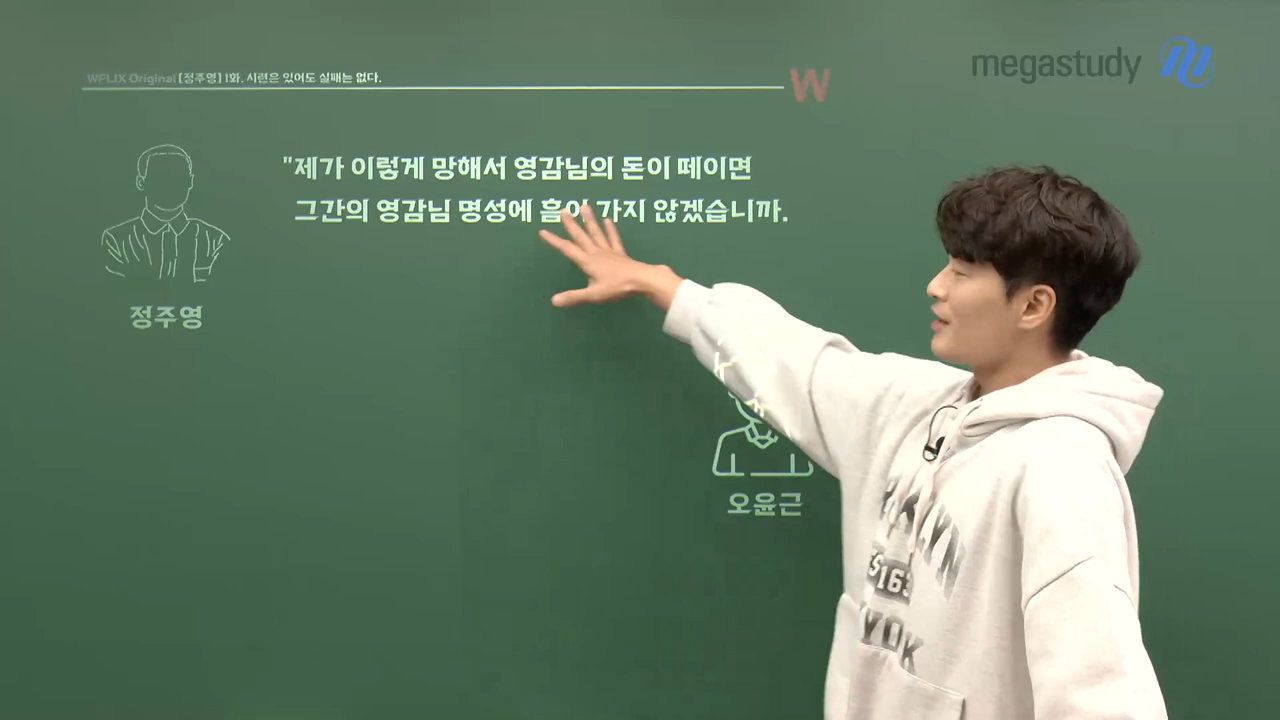 megastudy
WFLIX Original [정주영] 1화. 시련은 있어도 실패는 없다.
W
"제가 이렇게 망해서 영감님의 돈이 떼이면
그간의 영감님 명성에 흠이 가지 않겠습니까.
정주영
오윤근
163